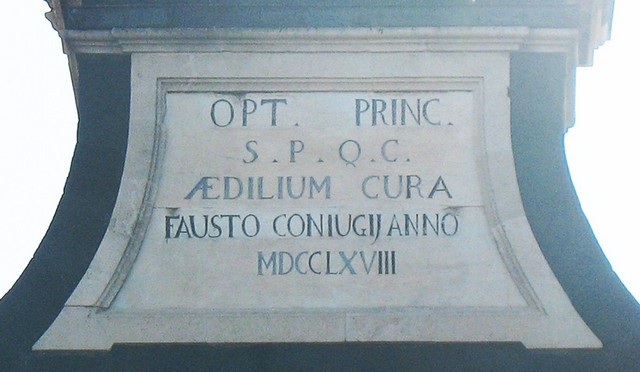 OPT. PRINC.
S.P.Q.C.
ÆDILIUM CURA
FAUSTO CONIUGIJ ANNO
MDCCLXVIII